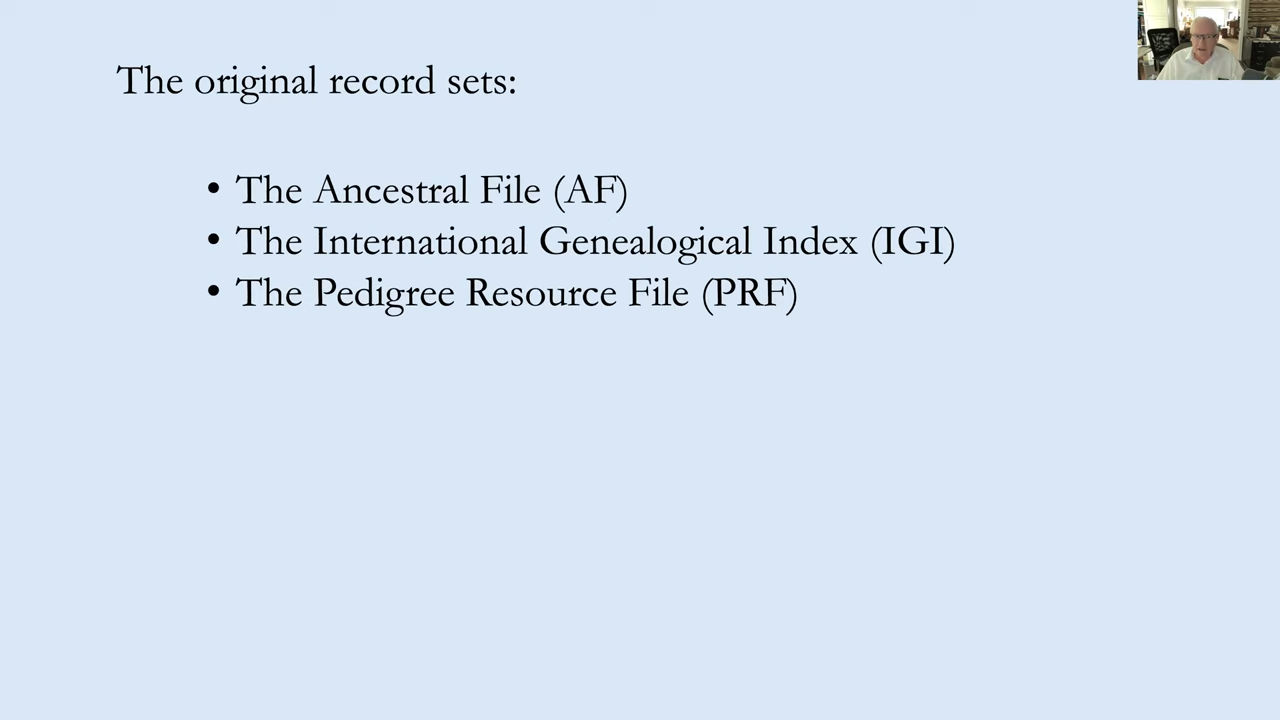 The original record sets:
• The Ancestral File (AF)
• The International Genealogical Index (IGI)
• The Pedigree Resource File (PRF)